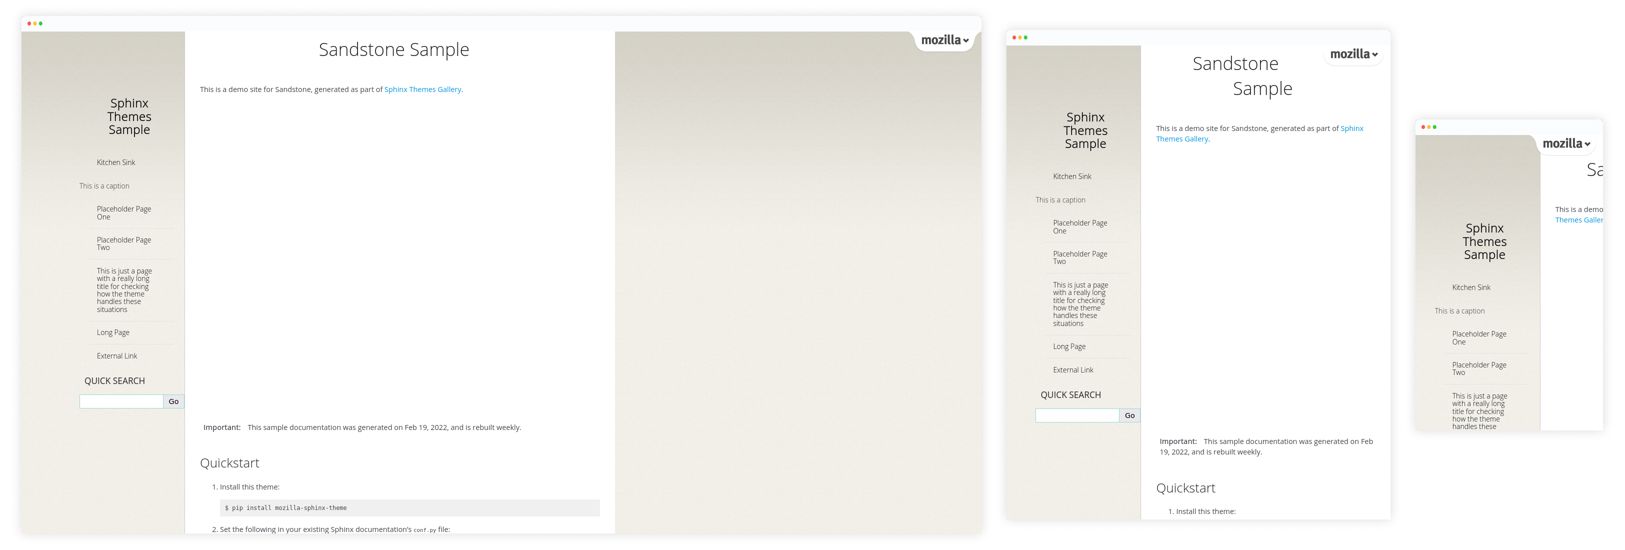 mozilla
Sandstone Sample
This is a demo site for Sandstone, generated as part of Sphinx Themes Gallery.
Sphinx
Themes
Sample
Kitchen Sink
This is a caption
Placeholder Page
One
Placeholder Page
Two
This is just a page
with a really long
title for checking
how the theme
handles these
situations
Long Page
External Link
QUICK SEARCH
Go
Important: This sample documentation was generated on Feb 19, 2022, and is rebuilt weekly.
Quickstart
1. Install this theme:
$ pip install mozilla-sphinx-theme
2. Set the following in your existing Sphinx documentation's conf.py file:
mozilla
Sandstone
Sample
This is a demo site for Sandstone, generated as part of Sphinx
Themes Gallery.
Sphinx
Themes
Sample
Kitchen Sink
This is a caption
Placeholder Page
One
Placeholder Page
Two
This is just a page
with a really long
title for checking
how the theme
handles these
situations
Long Page
External Link
QUICK SEARCH
Go
Important: This sample documentation was generated on Feb
19, 2022, and is rebuilt weekly.
Quickstart
1. Install this theme:
mozilla
Sa
This is a demo
Themes Galler
Sphinx
Themes
Sample
Kitchen Sink
This is a caption
Placeholder Page
One
Placeholder Page
Two
This is just a page
with a really long
title for checking
how the theme
handles these